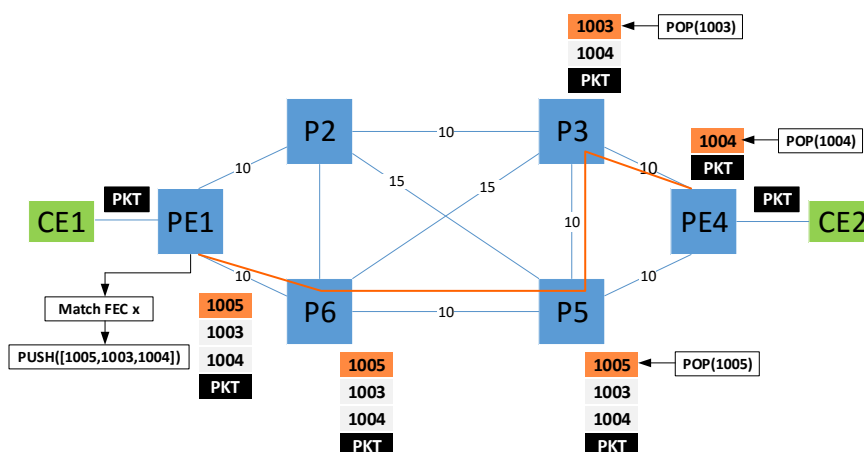 1003
POP(1003)
1004
PKT
P2
10
P3
1004
POP(1004)
10
10
PKT
15
15
PKT
PKT
CE1
PE1
10
PE4
CE2
10
10
1005
P6
10
P5
Match FEC x
1003
PUSH([1005,1003,1004])
1004
PKT
1005
1005
POP(1005)
1003
1003
1004
1004
PKT
PKT